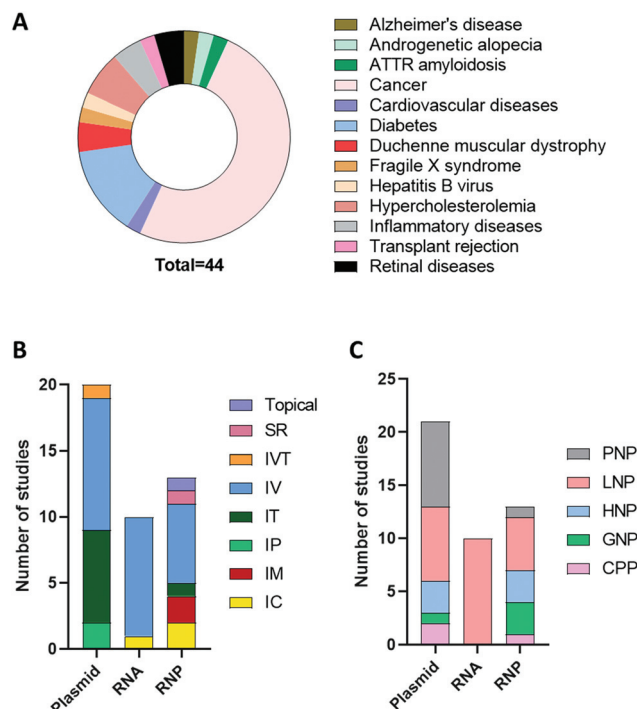 A
Alzheimer's disease
Androgenetic alopecia
ATTR amyloidosis
Cancer
Cardiovascular diseases
Diabetes
Duchenne muscular dystrophy
Fragile X syndrome
Hepatitis B virus
Hypercholesterolemia
Inflammatory diseases
Transplant rejection
Retinal diseases
Total=44
B
Number of studies
20
15
10
5
0
Plasmid
RNA
RNP
Topical
SR
IVT
IV
IT
IP
IM
IC
C
Number of studies
25
20
15
10
5
0
Plasmid
RNA
RNP
PNP
LNP
HNP
GNP
CPP